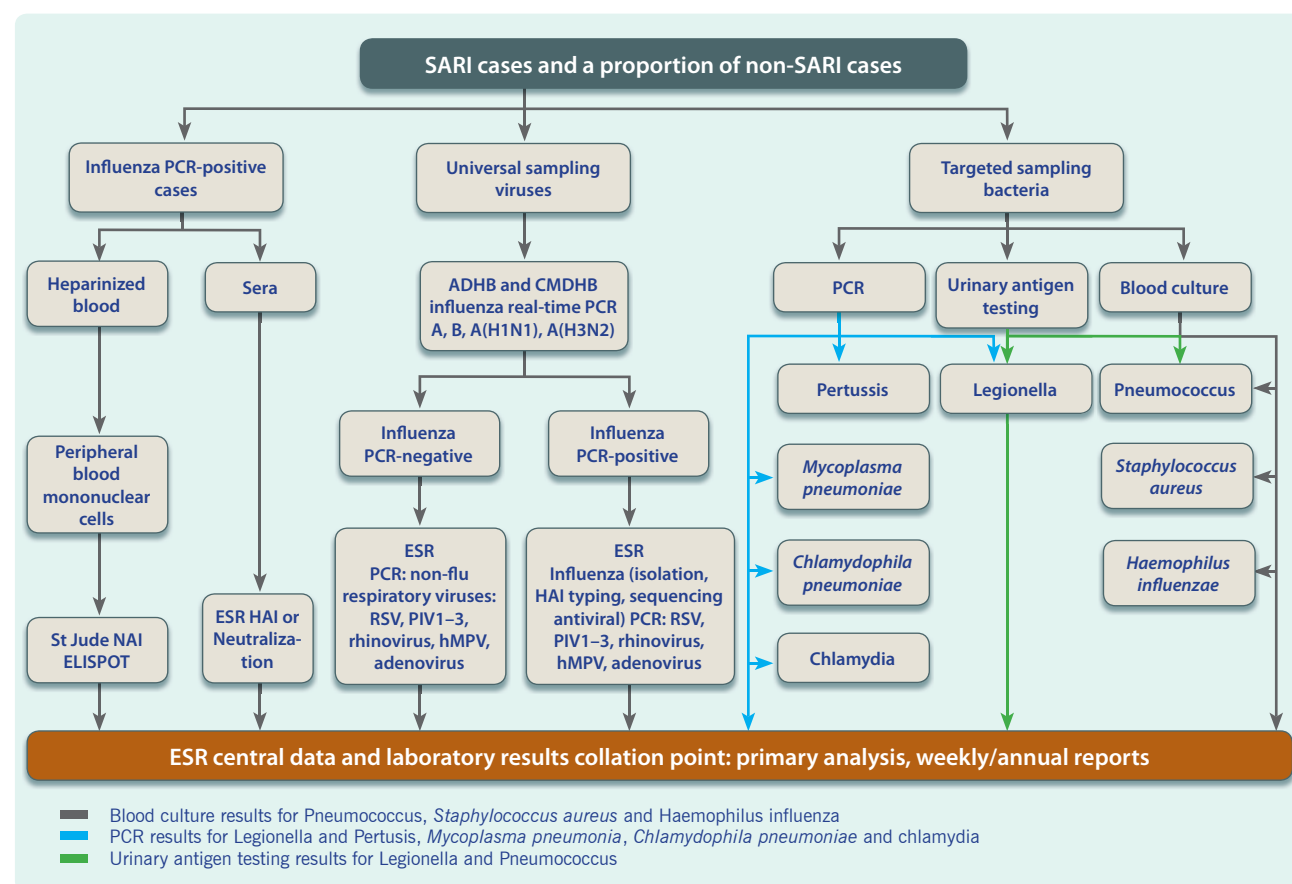 SARI cases and a proportion of non-SARI cases
Influenza PCR-positive
cases
Universal sampling
viruses
Targeted sampling
bacteria
Heparinized
blood
Sera
ADHB and CMDHB
influenza real-time PCR
A, B, A(H1N1), A(H3N2)
PCR
Urinary antigen
testing
Blood culture
Pertussis
Legionella
Pneumococcus
Influenza
PCR-negative
Influenza
PCR-positive
Peripheral
blood
mononuclear
cells
Mycoplasma
pneumoniae
Staphylococcus
aureus
ESR
PCR: non-flu
respiratory viruses:
RSV, PIV1–3,
rhinovirus, hMPV,
adenovirus
ESR
Influenza (isolation,
HAI typing, sequencing
antiviral) PCR: RSV,
PIV1–3, rhinovirus,
hMPV, adenovirus
Chlamydophila
pneumoniae
Haemophilus
influenzae
St Jude NAI
ELISPOT
ESR HAI or
Neutraliza-
tion
Chlamydia
ESR central data and laboratory results collation point: primary analysis, weekly/annual reports
Blood culture results for Pneumococcus, Staphylococcus aureus and Haemophilus influenza
PCR results for Legionella and Pertusis, Mycoplasma pneumonia, Chlamydophila pneumoniae and chlamydia
Urinary antigen testing results for Legionella and Pneumococcus